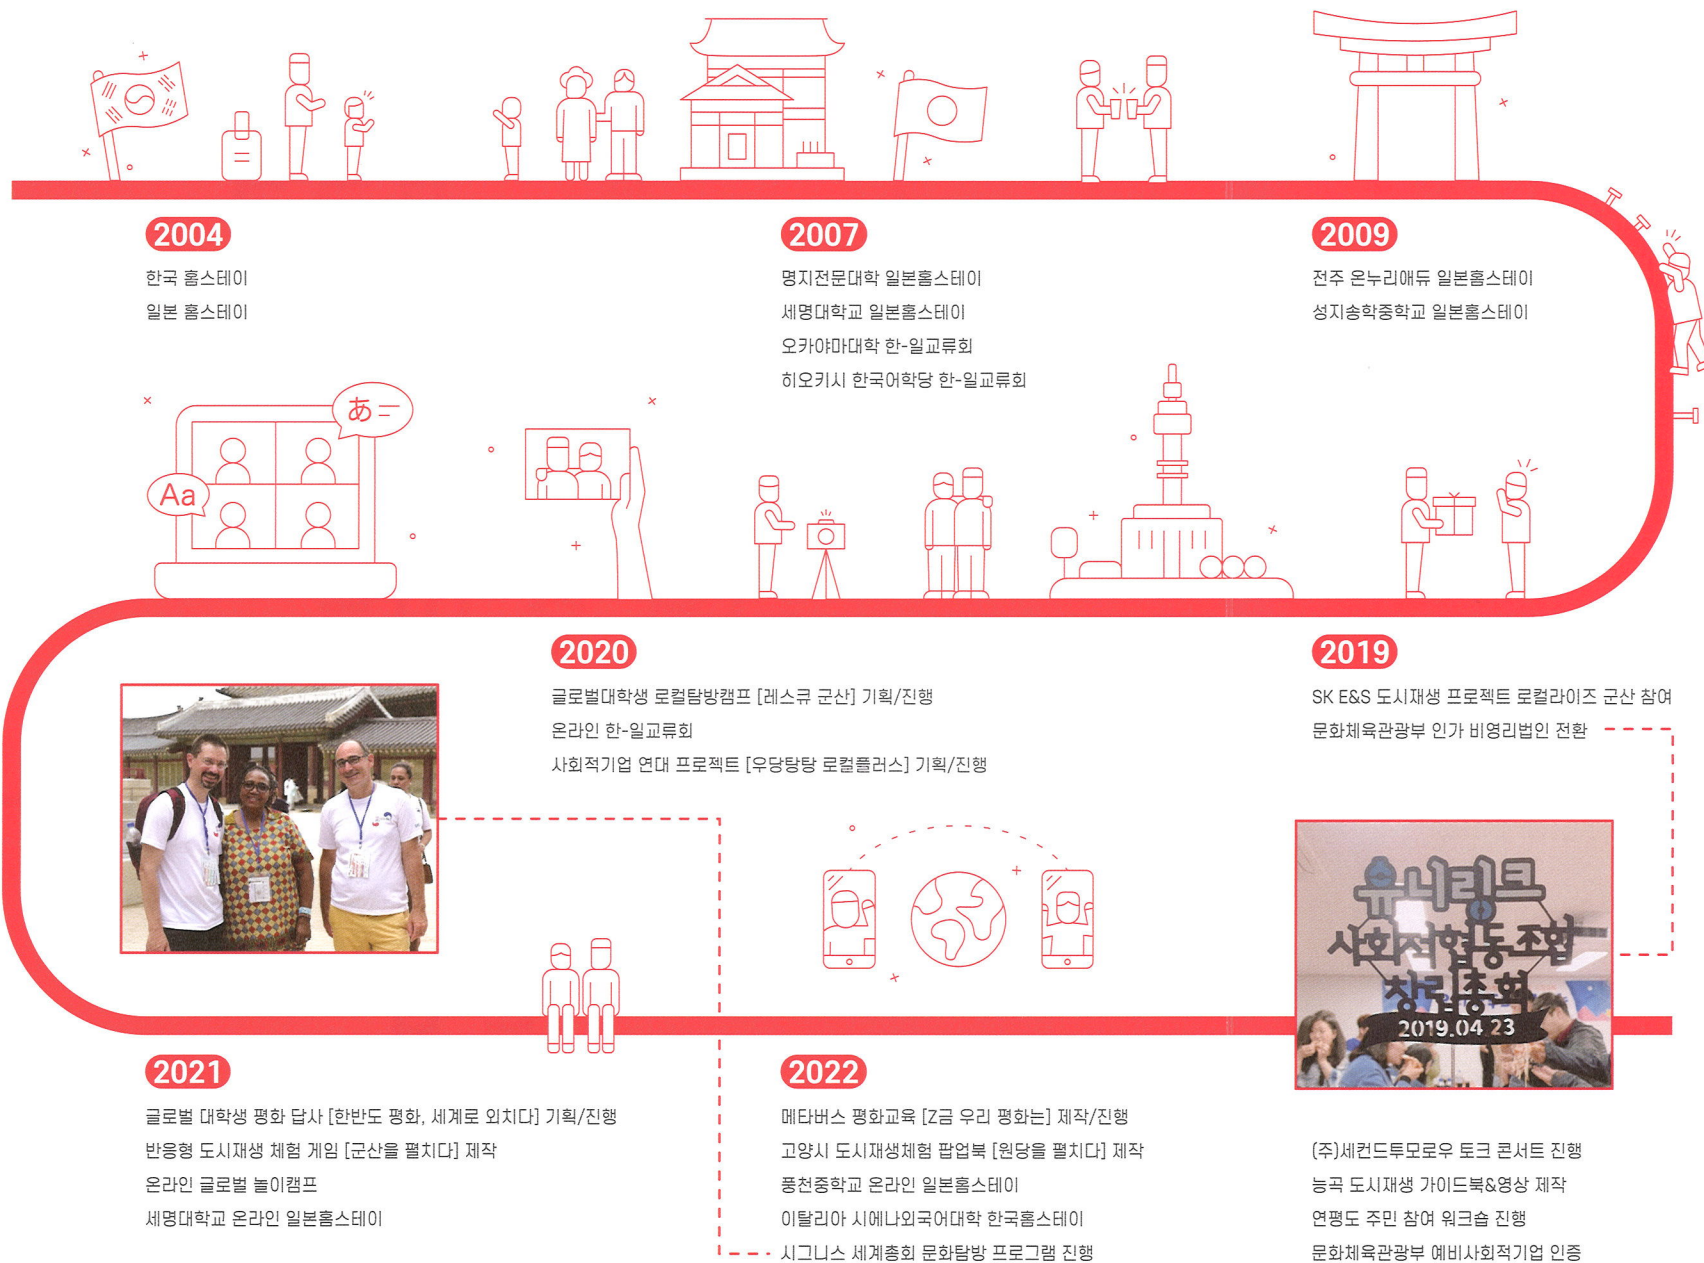 2004
한국 홈스테이
일본 홈스테이
2007
명지전문대학 일본홈스테이
세명대학교 일본홈스테이
오카야마대학 한-일교류회
히오키시 한국어학당 한-일교류회
2009
전주 온누리애듀 일본홈스테이
성지송학중학교 일본홈스테이
あ
Aa
2019
SK E&S 도시재생 프로젝트 로컬라이즈 군산 참여
문화체육관광부 인가 비영리법인 전환
유니링크
사회적협동조합
창립총회
2019.04 23
2020
글로벌대학생 로컬탐방캠프 [레스큐 군산] 기획/진행
온라인 한-일교류회
사회적기업 연대 프로젝트 [우당탕탕 로컬플러스] 기획/진행
2021
글로벌 대학생 평화 답사 [한반도 평화, 세계로 외치다] 기획/진행
반응형 도시재생 체험 게임 [군산을 펼치다] 제작
온라인 글로벌 놀이캠프
세명대학교 온라인 일본홈스테이
2022
메타버스 평화교육 [Z금 우리 평화는] 제작/진행
고양시 도시재생체험 팝업북 [원당을 펼치다] 제작
풍천중학교 온라인 일본홈스테이
이탈리아 시에나외국어대학 한국홈스테이
시그니스 세계총회 문화탐방 프로그램 진행
(주)세컨드투모로우 토크 콘서트 진행
능곡 도시재생 가이드북&영상 제작
연평도 주민 참여 워크숍 진행
문화체육관광부 예비사회적기업 인증